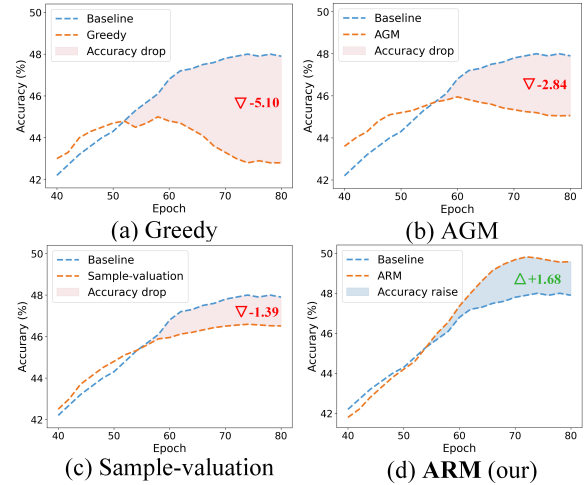 Baseline
Greedy
Accuracy drop
▽ -5.10
Accuracy (%)
48
46
44
42
40 50 60 70 80
Epoch
(a) Greedy
Baseline
AGM
Accuracy drop
▽ -2.84
Accuracy (%)
50
48
46
44
42
40 50 60 70 80
Epoch
(b) AGM
Baseline
Sample-valuation
Accuracy drop
▽ -1.39
Accuracy (%)
50
48
46
44
42
40 50 60 70 80
Epoch
(c) Sample-valuation
Baseline
ARM
Accuracy raise
△ +1.68
Accurary (%)
50
48
46
44
42
40 50 60 70 80
Epoch
(d) ARM (our)